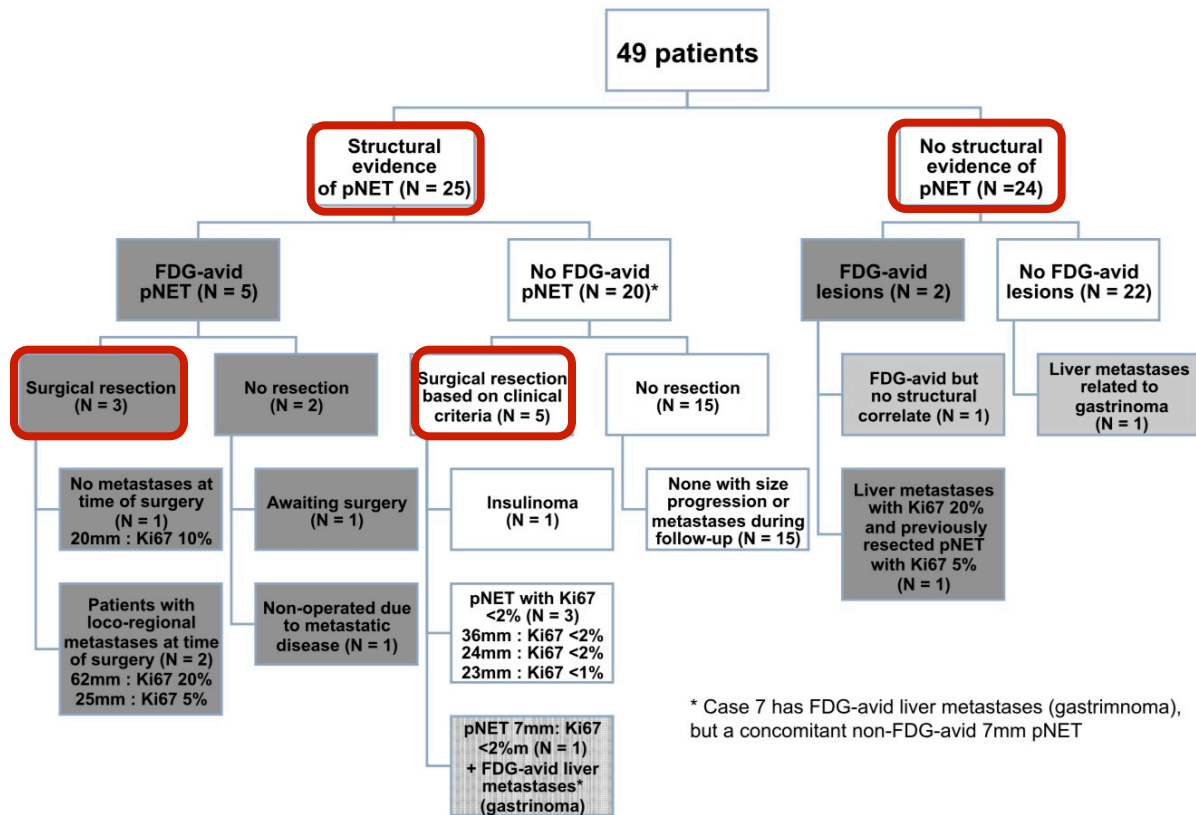 49 patients
Structural
evidence
of pNET (N = 25)
No structural
evidence of
pNET (N =24)
FDG-avid
pNET (N = 5)
No FDG-avid
pNET (N = 20)*
FDG-avid
lesions (N = 2)
No FDG-avid
lesions (N = 22)
Surgical resection
(N = 3)
No resection
(N = 2)
Surgical resection
based on clinical
criteria (N = 5)
No resection
(N = 15)
FDG-avid but
no structural
correlate (N = 1)
Liver metastases
related to
gastrinoma
(N = 1)
No metastases at
time of surgery
(N = 1)
20mm : Ki67 10%
Awaiting surgery
(N = 1)
Insulinoma
(N = 1)
None with size
progression or
metastases during
follow-up (N = 15)
Liver metastases
with Ki67 20%
and previously
resected pNET
with Ki67 5%
(N = 1)
Patients with
loco-regional
metastases at time
of surgery (N = 2)
62mm : Ki67 20%
25mm : Ki67 5%
Non-operated due
to metastatic
disease (N = 1)
pNET with Ki67
<2% (N = 3)
36mm : Ki67 <2%
24mm : Ki67 <2%
23mm : Ki67 <1%
pNET 7mm: Ki67
<2%m (N = 1)
+ FDG-avid liver
metastases*
(gastrinoma)
* Case 7 has FDG-avid liver metastases (gastrimnoma),
but a concomitant non-FDG-avid 7mm pNET